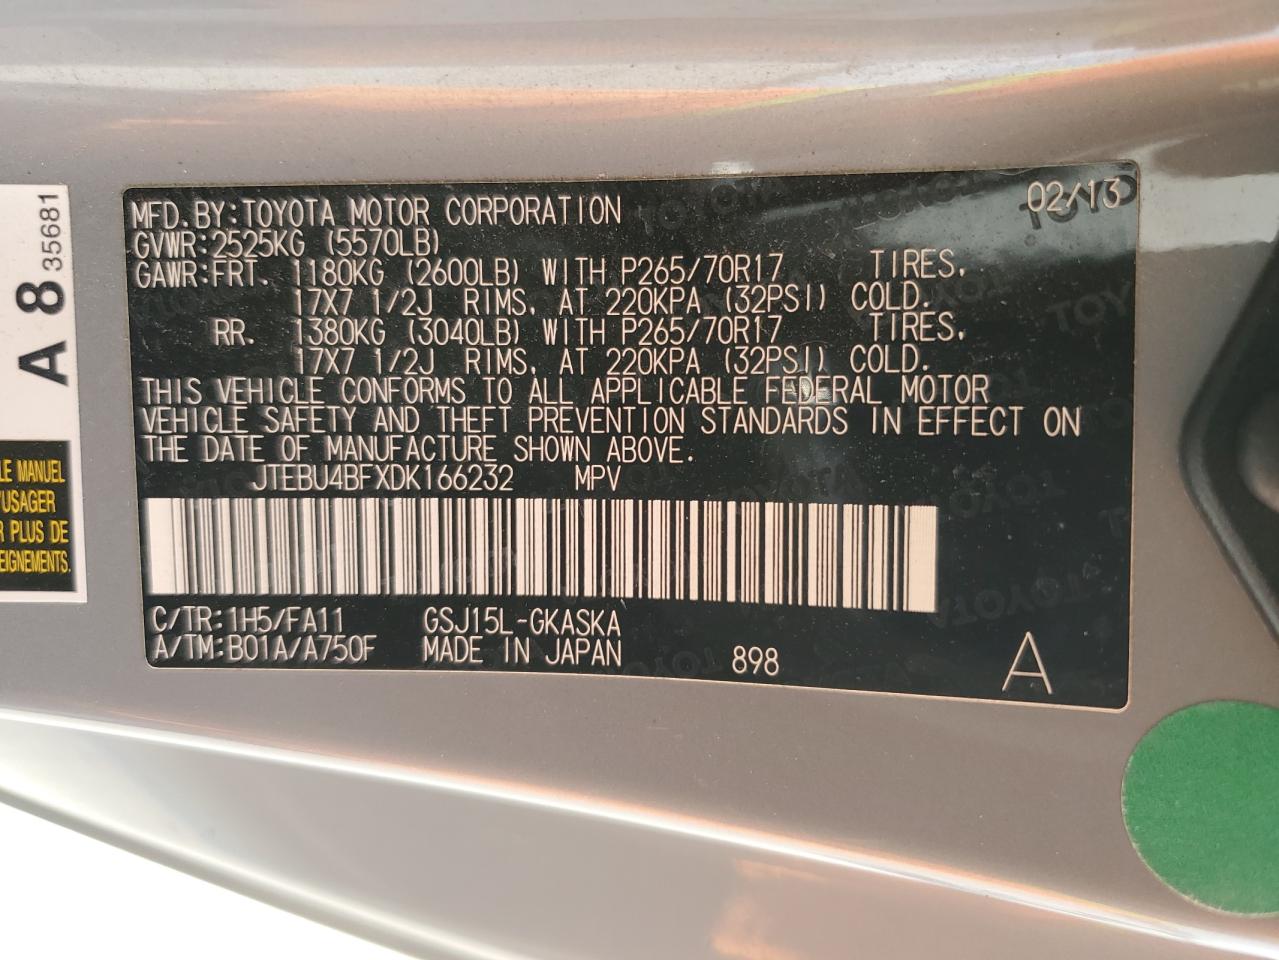 MFD.BY:TOYOTA MOTOR CORPORATION 02/13
GVWR:2525KG (5570LB)
GAWR:FRT. 1180KG (2600LB) WITH P265/70R17 TIRES,
17X7 1/2J RIMS, AT 220KPA (32PSI) COLD.
RR. 1380KG (3040LB) WITH P265/70R17 TIRES,
17X7 1/2J RIMS, AT 220KPA (32PSI) COLD.
THIS VEHICLE CONFORMS TO ALL APPLICABLE FEDERAL MOTOR
VEHICLE SAFETY AND THEFT PREVENTION STANDARDS IN EFFECT ON
THE DATE OF MANUFACTURE SHOWN ABOVE.
JTEBU4BFXDK166232 MPV
C/TR:1H5/FA11 GSJ15L-GKASKA
A/TM:B01A/A750F MADE IN JAPAN 898 A
A 8 35681
LE MANUEL
'USAGER
R PLUS DE
EIGNEMENTS.